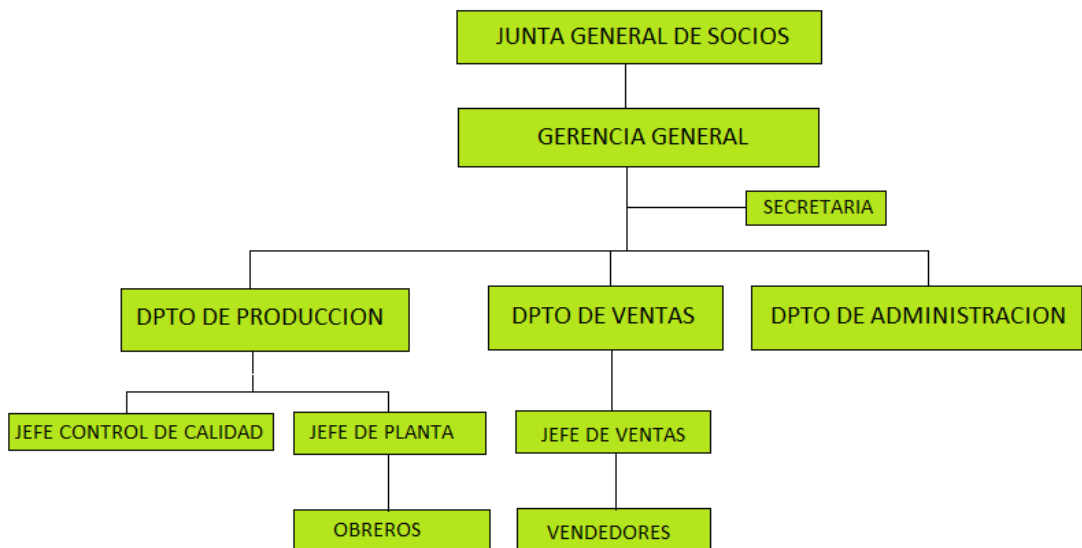 JUNTA GENERAL DE SOCIOS
GERENCIA GENERAL
SECRETARIA
DPTO DE PRODUCCION
DPTO DE VENTAS
DPTO DE ADMINISTRACION
JEFE CONTROL DE CALIDAD
JEFE DE PLANTA
JEFE DE VENTAS
OBREROS
VENDEDORES